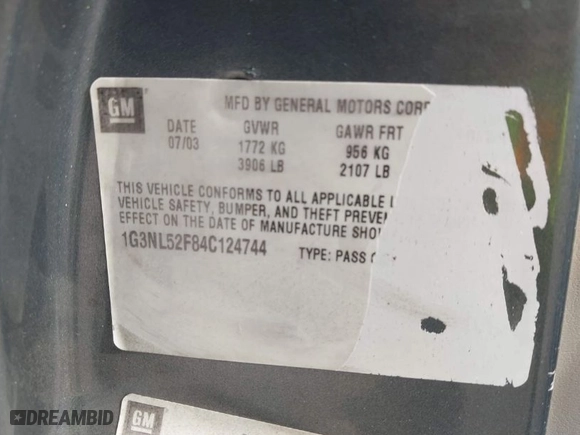 GM
MFD BY GENERAL MOTORS CORP
DATE GVWR GAWR FRT
07/03 1772 KG 956 KG
3906 LB 2107 LB
THIS VEHICLE CONFORMS TO ALL APPLICABLE
VEHICLE SAFETY, BUMPER, AND THEFT PREVEN
EFFECT ON THE DATE OF MANUFACTURE SHO
1G3NL52F84C124744 TYPE: PASS
GM
DREAMBID